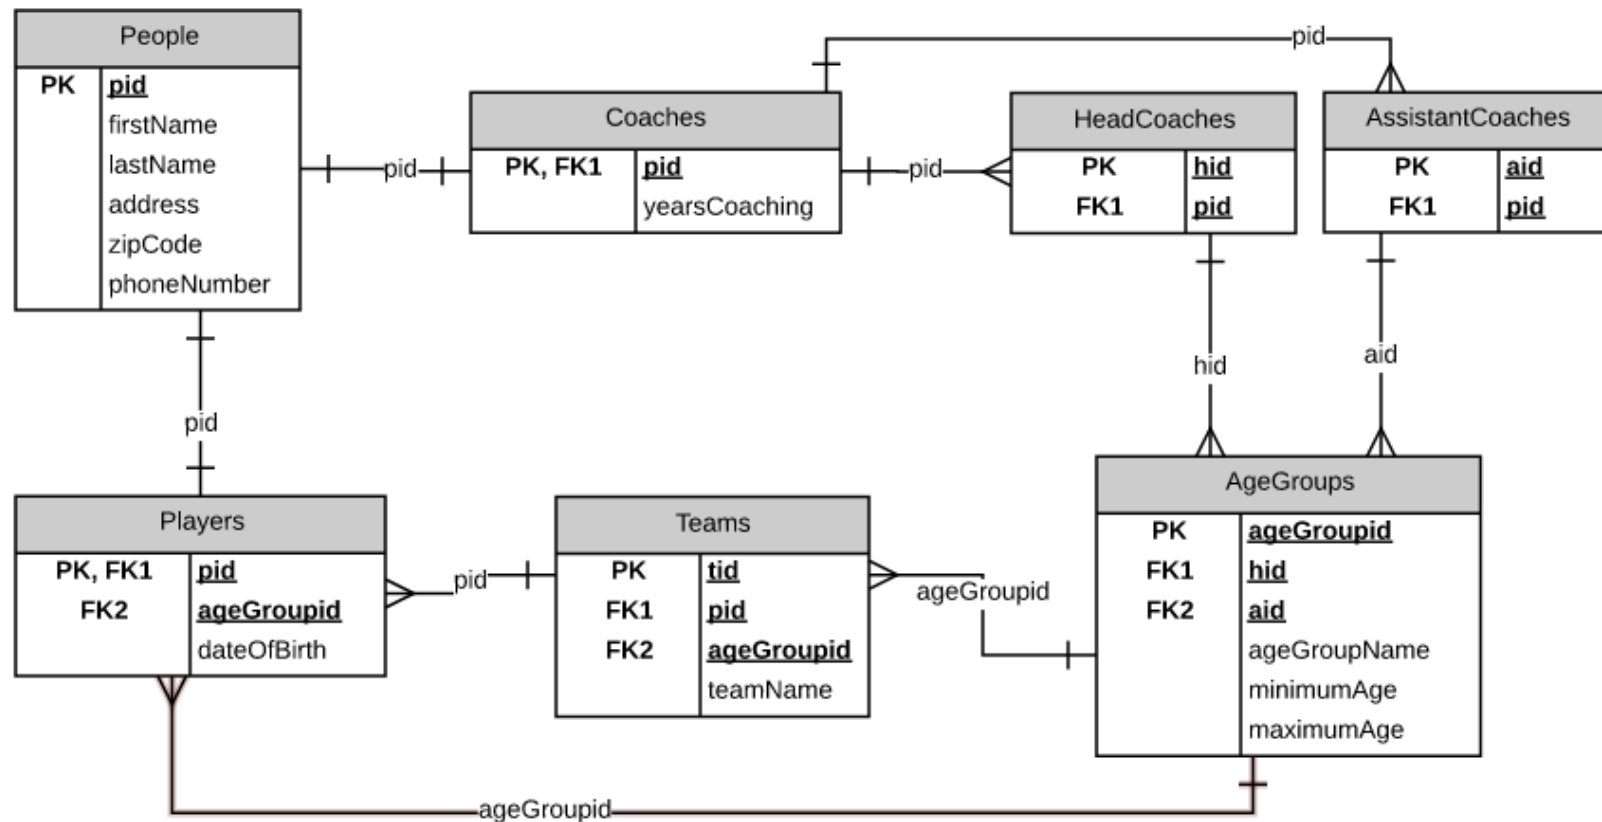 People
PK pid
firstName
lastName
address
zipCode
phoneNumber
pid
Coaches
PK, FK1 pid
yearsCoaching
pid
pid
HeadCoaches
PK hid
FK1 pid
AssistantCoaches
PK aid
FK1 pid
pid
hid
aid
Players
PK, FK1 pid
FK2 ageGroupid
dateOfBirth
pid
Teams
PK tid
FK1 pid
FK2 ageGroupid
teamName
ageGroupid
AgeGroups
PK ageGroupid
FK1 hid
FK2 aid
ageGroupName
minimumAge
maximumAge
ageGroupid